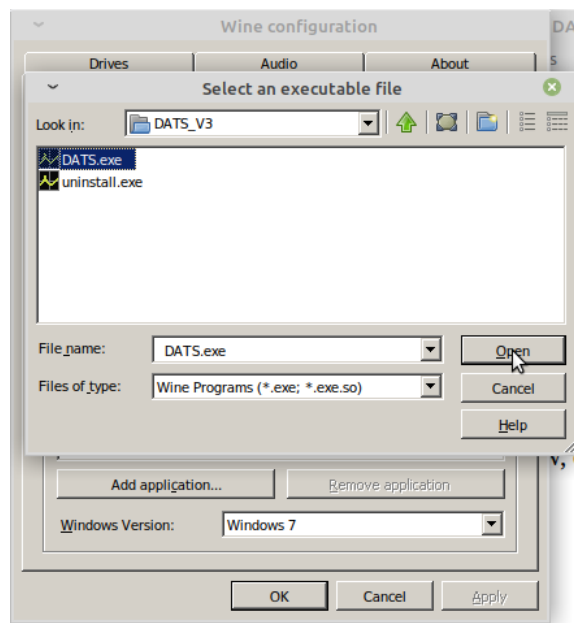 Wine configuration
DA
Drives Audio About
s
Select an executable file
Look in: DATS_V3
DATS.exe
uninstall.exe
File name: DATS.exe Open
Files of type: Wine Programs (*.exe; *.exe.so) Cancel
Help
v,
Add application... Remove application
Windows Version: Windows 7
OK Cancel Apply